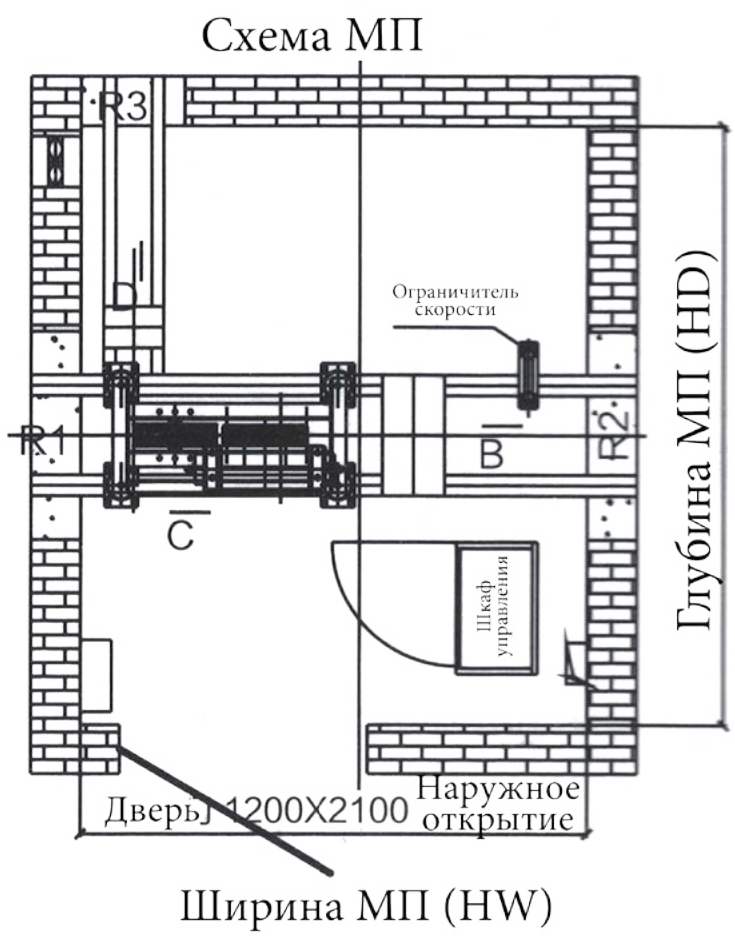 Схема МП
R3
D
Ограничитель
скорости
Глубина МП (HD)
R1
R2
B
C
Шкаф
управления
Наружное
открытие
Дверь 1200X2100
Ширина МП (HW)